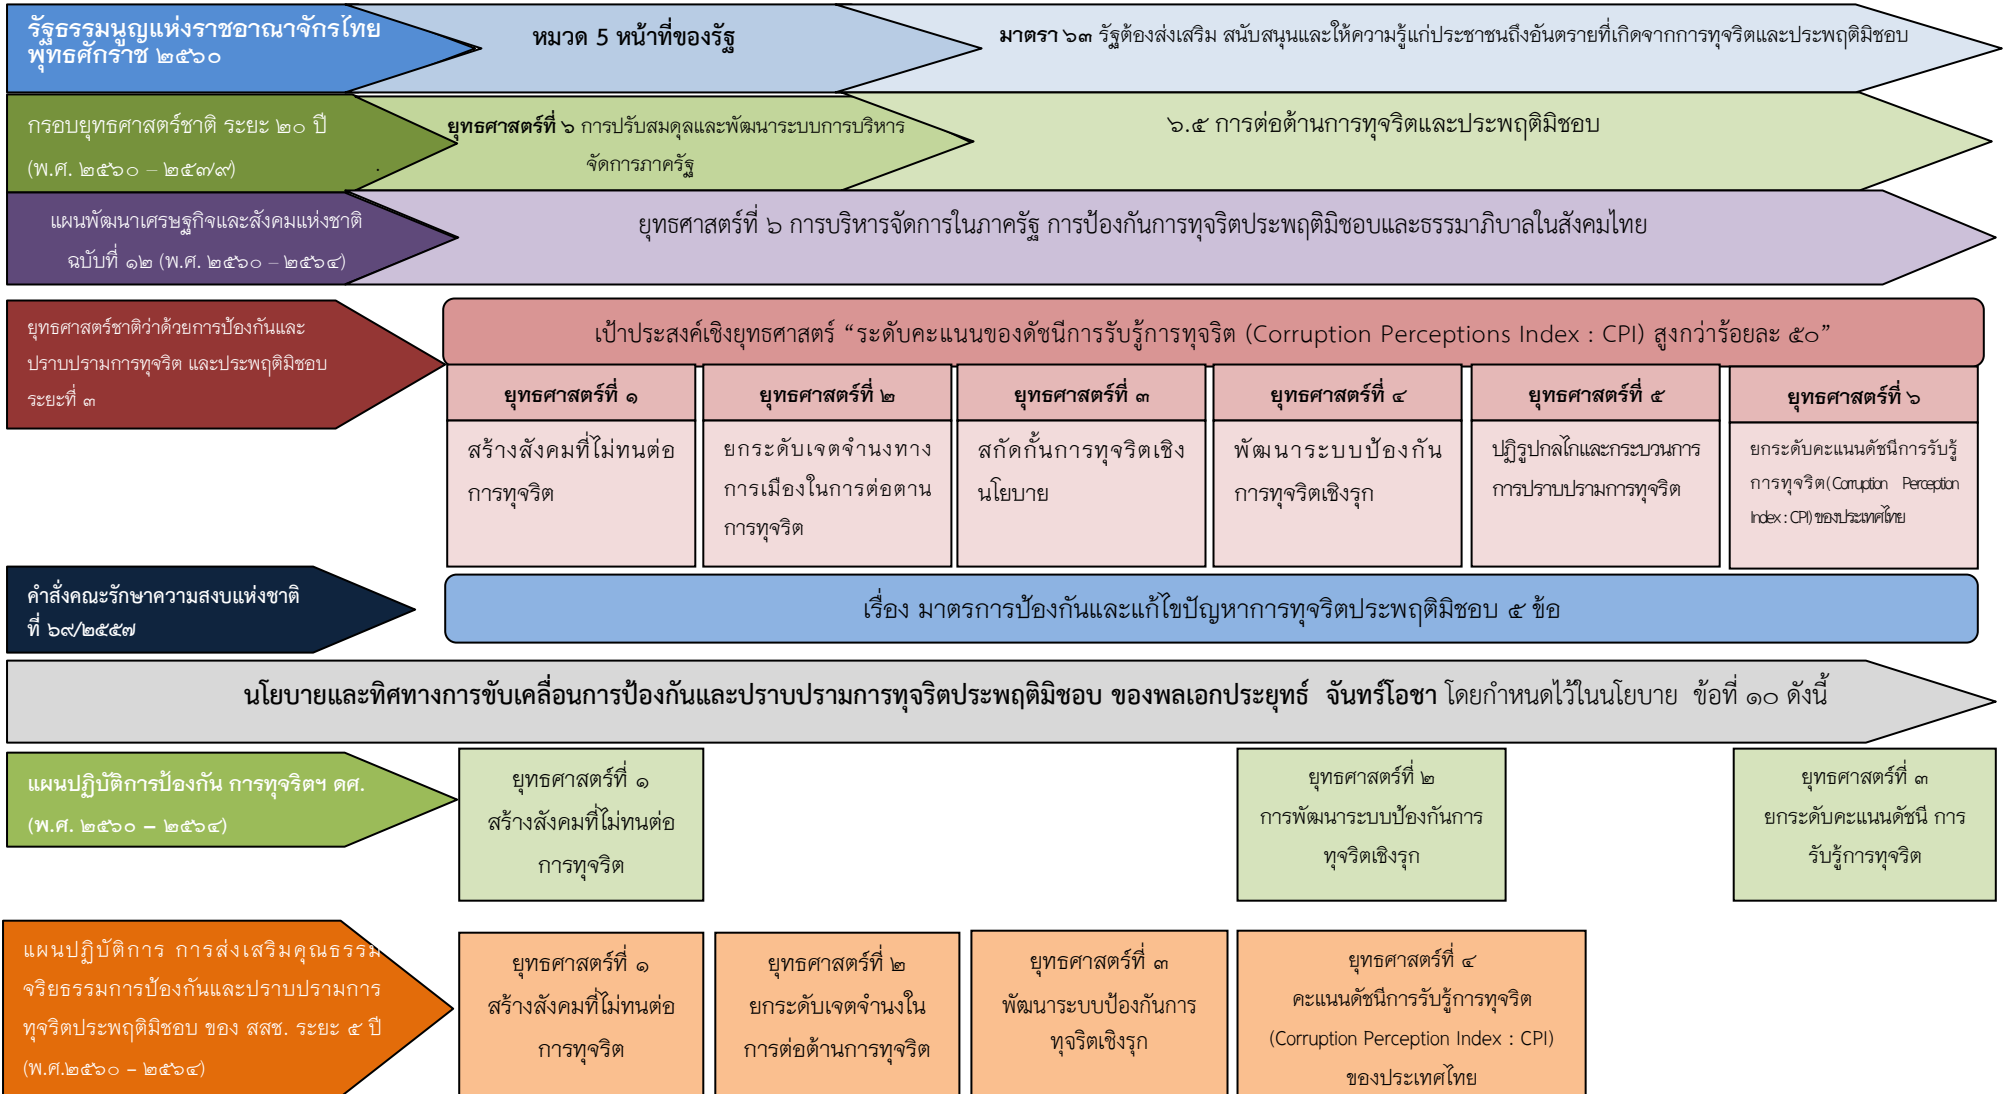 รัฐธรรมนูญแห่งราชอาณาจักรไทย
พุทธศักราช ๒๕๖๐
หมวด 5 หน้าที่ของรัฐ
มาตรา ๖๓ รัฐต้องส่งเสริม สนับสนุนและให้ความรู้แก่ประชาชนถึงอันตรายที่เกิดจากการทุจริตและประพฤติมิชอบ
กรอบยุทธศาสตร์ชาติ ระยะ ๒๐ ปี
(พ.ศ. ๒๕๖๐ – ๒๕๗๙)
ยุทธศาสตร์ที่ ๖ การปรับสมดุลและพัฒนาระบบการบริหาร
จัดการภาครัฐ
๖.๕ การต่อต้านการทุจริตและประพฤติมิชอบ
แผนพัฒนาเศรษฐกิจและสังคมแห่งชาติ
ฉบับที่ ๑๒ (พ.ศ. ๒๕๖๐ – ๒๕๖๔)
ยุทธศาสตร์ที่ ๖ การบริหารจัดการในภาครัฐ การป้องกันการทุจริตประพฤติมิชอบและธรรมาภิบาลในสังคมไทย
ยุทธศาสตร์ชาติว่าด้วยการป้องกันและ
ปราบปรามการทุจริต และประพฤติมิชอบ
ระยะที่ ๓
เป้าประสงค์เชิงยุทธศาสตร์ “ระดับคะแนนของดัชนีการรับรู้การทุจริต (Corruption Perceptions Index : CPI) สูงกว่าร้อยละ ๕๐”
ยุทธศาสตร์ที่ ๑
สร้างสังคมที่ไม่ทนต่อ
การทุจริต
ยุทธศาสตร์ที่ ๒
ยกระดับเจตจำนงทาง
การเมืองในการต่อตาน
การทุจริต
ยุทธศาสตร์ที่ ๓
สกัดกั้นการทุจริตเชิง
นโยบาย
ยุทธศาสตร์ที่ ๔
พัฒนาระบบป้องกัน
การทุจริตเชิงรุก
ยุทธศาสตร์ที่ ๕
ปฏิรูปกลไกและกระบวนการ
การปราบปรามการทุจริต
ยุทธศาสตร์ที่ ๖
ยกระดับคะแนนดัชนีการรับรู้
การทุจริต(Corruption Perception
Index : CPI) ของประเทศไทย
คำสั่งคณะรักษาความสงบแห่งชาติ
ที่ ๖๙/๒๕๕๗
เรื่อง มาตรการป้องกันและแก้ไขปัญหาการทุจริตประพฤติมิชอบ ๕ ข้อ
นโยบายและทิศทางการขับเคลื่อนการป้องกันและปราบปรามการทุจริตประพฤติมิชอบ ของพลเอกประยุทธ์ จันทร์โอชา โดยกำหนดไว้ในนโยบาย ข้อที่ ๑๐ ดังนี้
แผนปฏิบัติการป้องกัน การทุจริตฯ ดศ.
(พ.ศ. ๒๕๖๐ – ๒๕๖๔)
ยุทธศาสตร์ที่ ๑
สร้างสังคมที่ไม่ทนต่อ
การทุจริต
ยุทธศาสตร์ที่ ๒
การพัฒนาระบบป้องกันการ
ทุจริตเชิงรุก
ยุทธศาสตร์ที่ ๓
ยกระดับคะแนนดัชนี การ
รับรู้การทุจริต
แผนปฏิบัติการ การส่งเสริมคุณธรรม
จริยธรรมการป้องกันและปราบปรามการ
ทุจริตประพฤติมิชอบ ของ สสช. ระยะ ๕ ปี
(พ.ศ.๒๕๖๐ – ๒๕๖๔)
ยุทธศาสตร์ที่ ๑
สร้างสังคมที่ไม่ทนต่อ
การทุจริต
ยุทธศาสตร์ที่ ๒
ยกระดับเจตจำนงใน
การต่อต้านการทุจริต
ยุทธศาสตร์ที่ ๓
พัฒนาระบบป้องกันการ
ทุจริตเชิงรุก
ยุทธศาสตร์ที่ ๔
คะแนนดัชนีการรับรู้การทุจริต
(Corruption Perception Index : CPI)
ของประเทศไทย